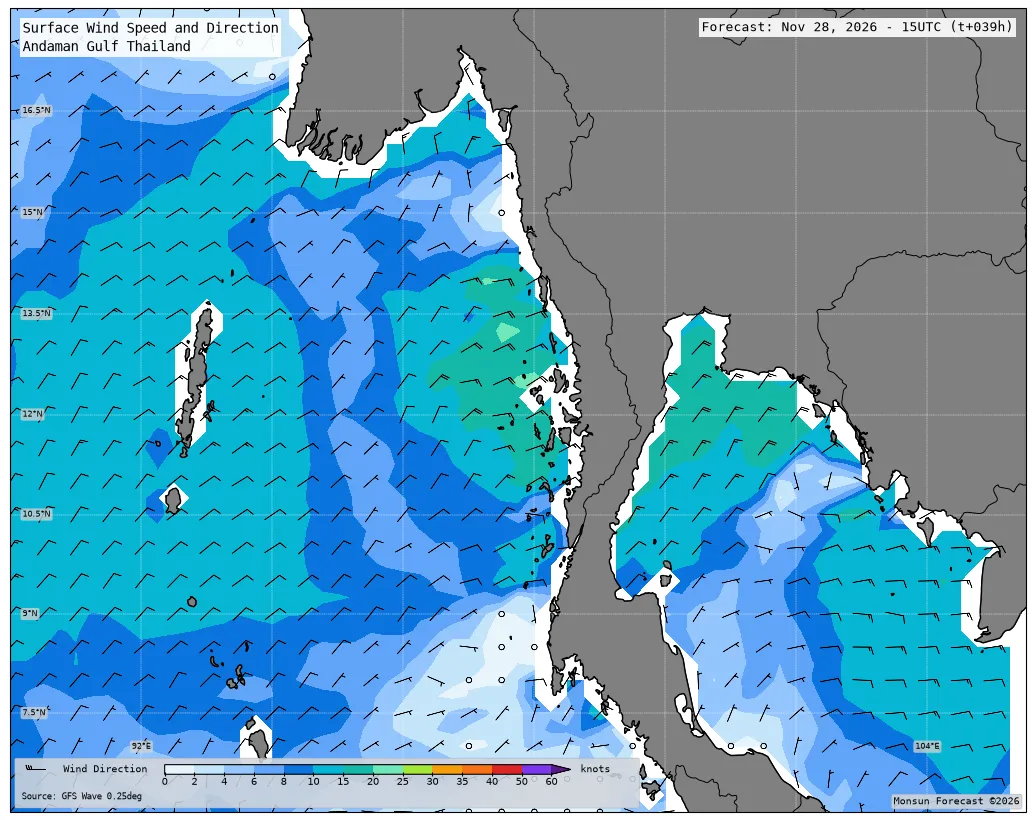 Surface Wind Speed and Direction
Andaman Gulf Thailand
Forecast: Nov 28, 2026 - 15UTC (t+039h)
16.5°N
15°N
13.5°N
12°N
10.5°N
9°N
7.5°N
92°E
104°E
Wind Direction
0 2 4 6 8 10 15 20 25 30 35 40 50 60
knots
Source: GFS Wave 0.25deg
Monsun Forecast ©2026